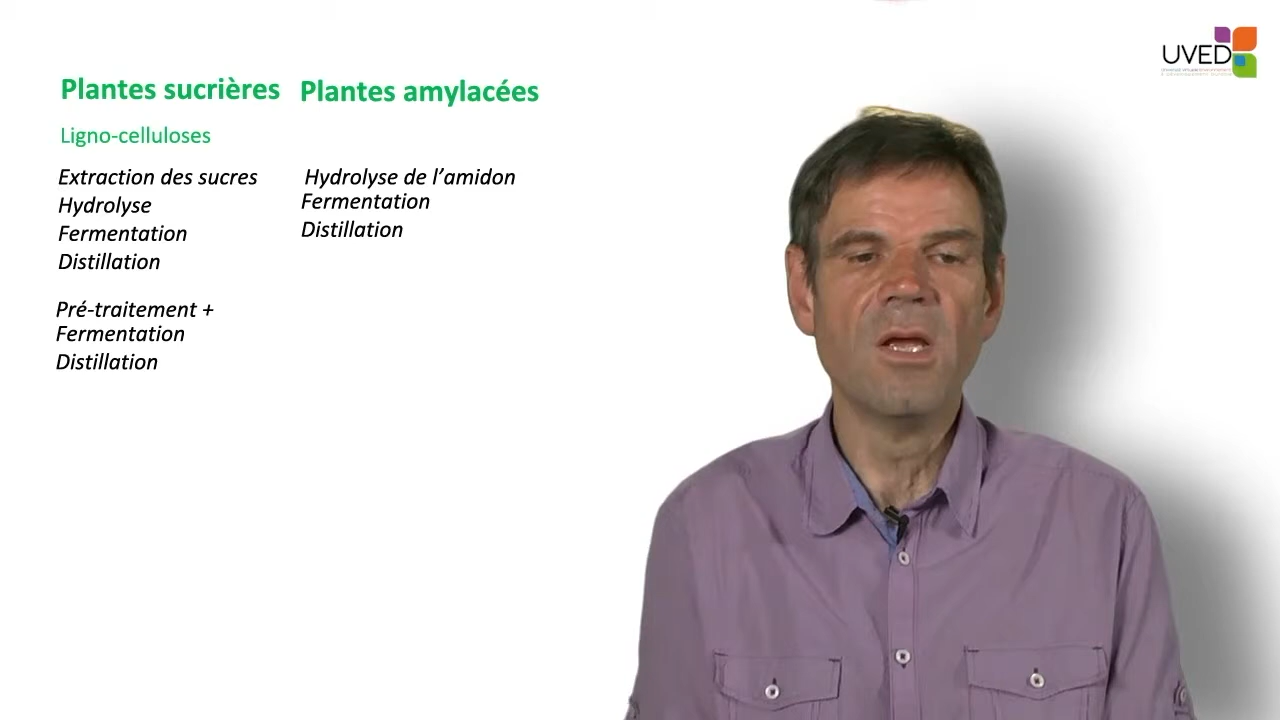 Plantes sucrières
Ligno-celluloses
Extraction des sucres
Hydrolyse
Fermentation
Distillation
Pré-traitement +
Fermentation
Distillation
Plantes amylacées
Hydrolyse de l’amidon
Fermentation
Distillation
UVED